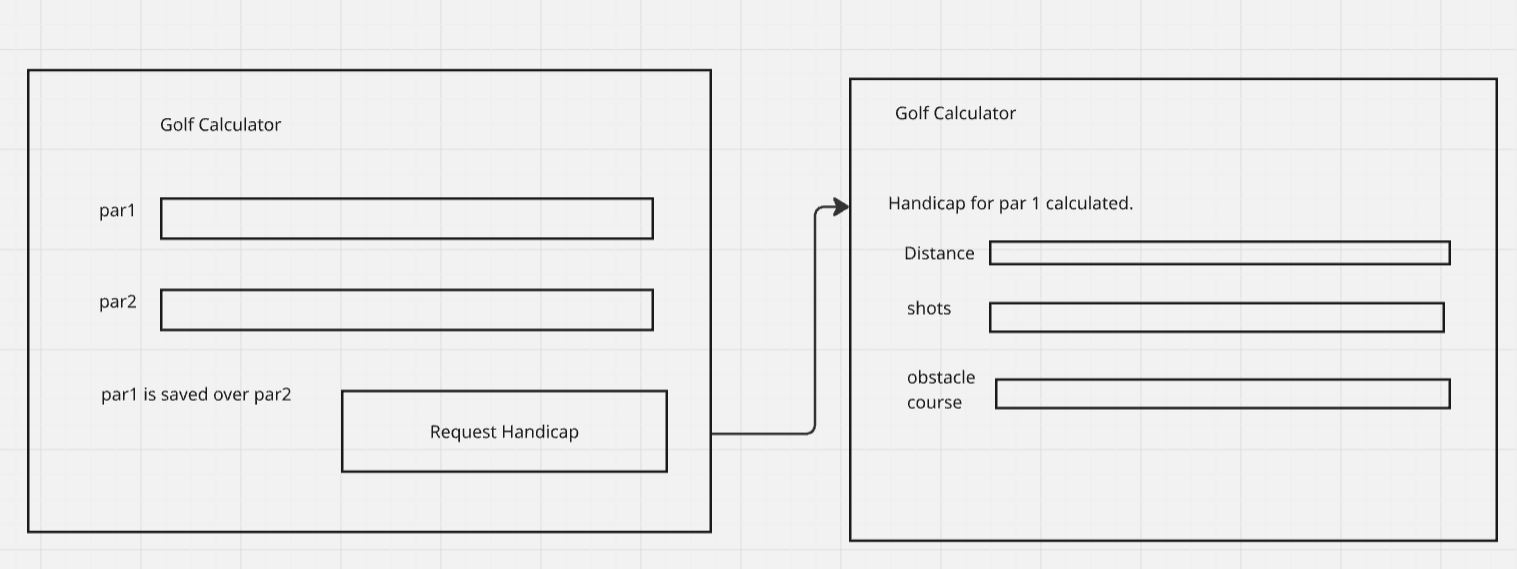 Golf Calculator
par1
par2
par1 is saved over par2
Request Handicap
Golf Calculator
Handicap for par 1 calculated.
Distance
shots
obstacle
course